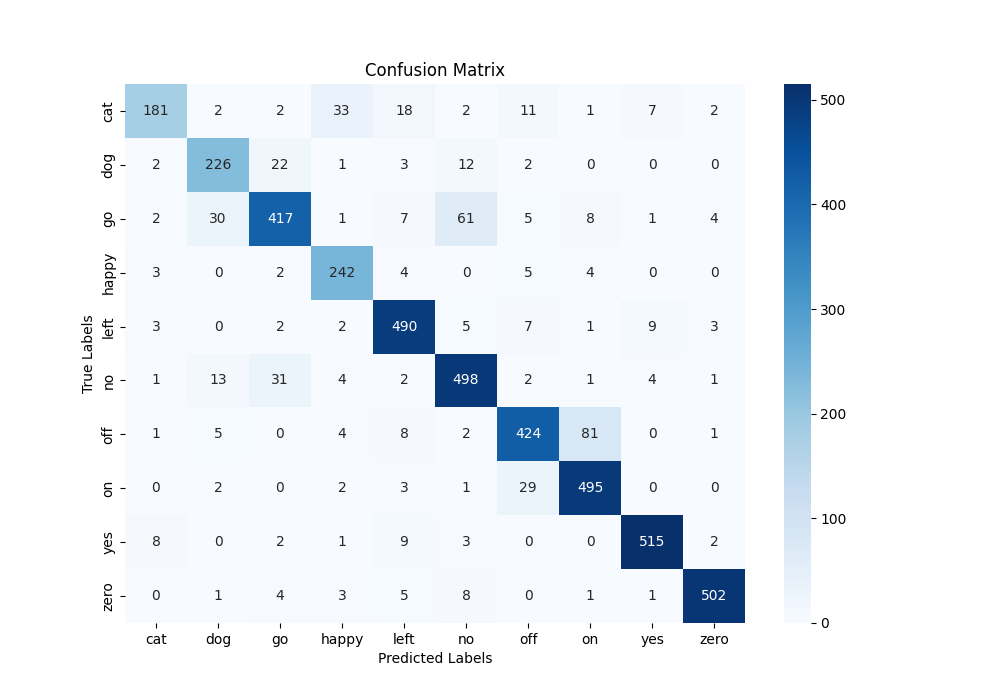 Confusion Matrix
cat 181 2 2 33 18 2 11 1 7 2
dog 2 226 22 1 3 12 2 0 0 0
go 2 30 417 1 7 61 5 8 1 4
happy 3 0 2 242 4 0 5 4 0 0
left 3 0 2 2 490 5 7 1 9 3
no 1 13 31 4 2 498 2 1 4 1
off 1 5 0 4 8 2 424 81 0 1
on 0 2 0 2 3 1 29 495 0 0
yes 8 0 2 1 9 3 0 0 515 2
zero 0 1 4 3 5 8 0 1 1 502
cat dog go happy left no off on yes zero
Predicted Labels
True Labels
500
400
300
200
100
0